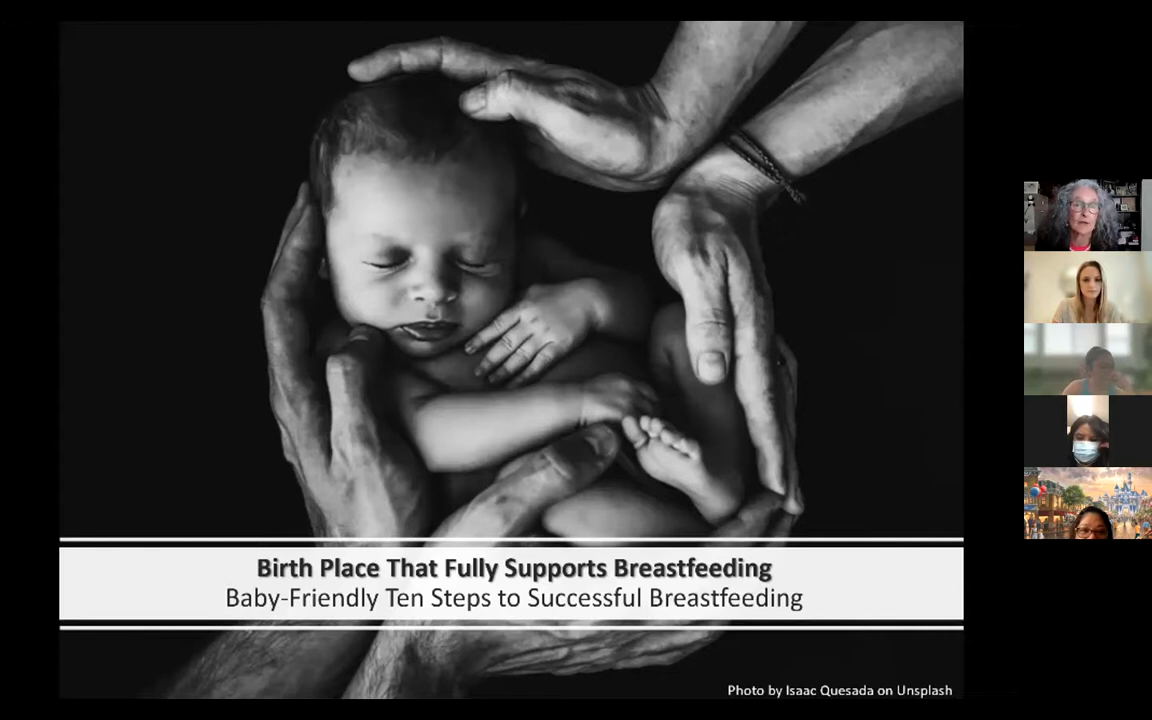 Birth Place That Fully Supports Breastfeeding
Baby-Friendly Ten Steps to Successful Breastfeeding
Photo by Isaac Quesada on Unsplash